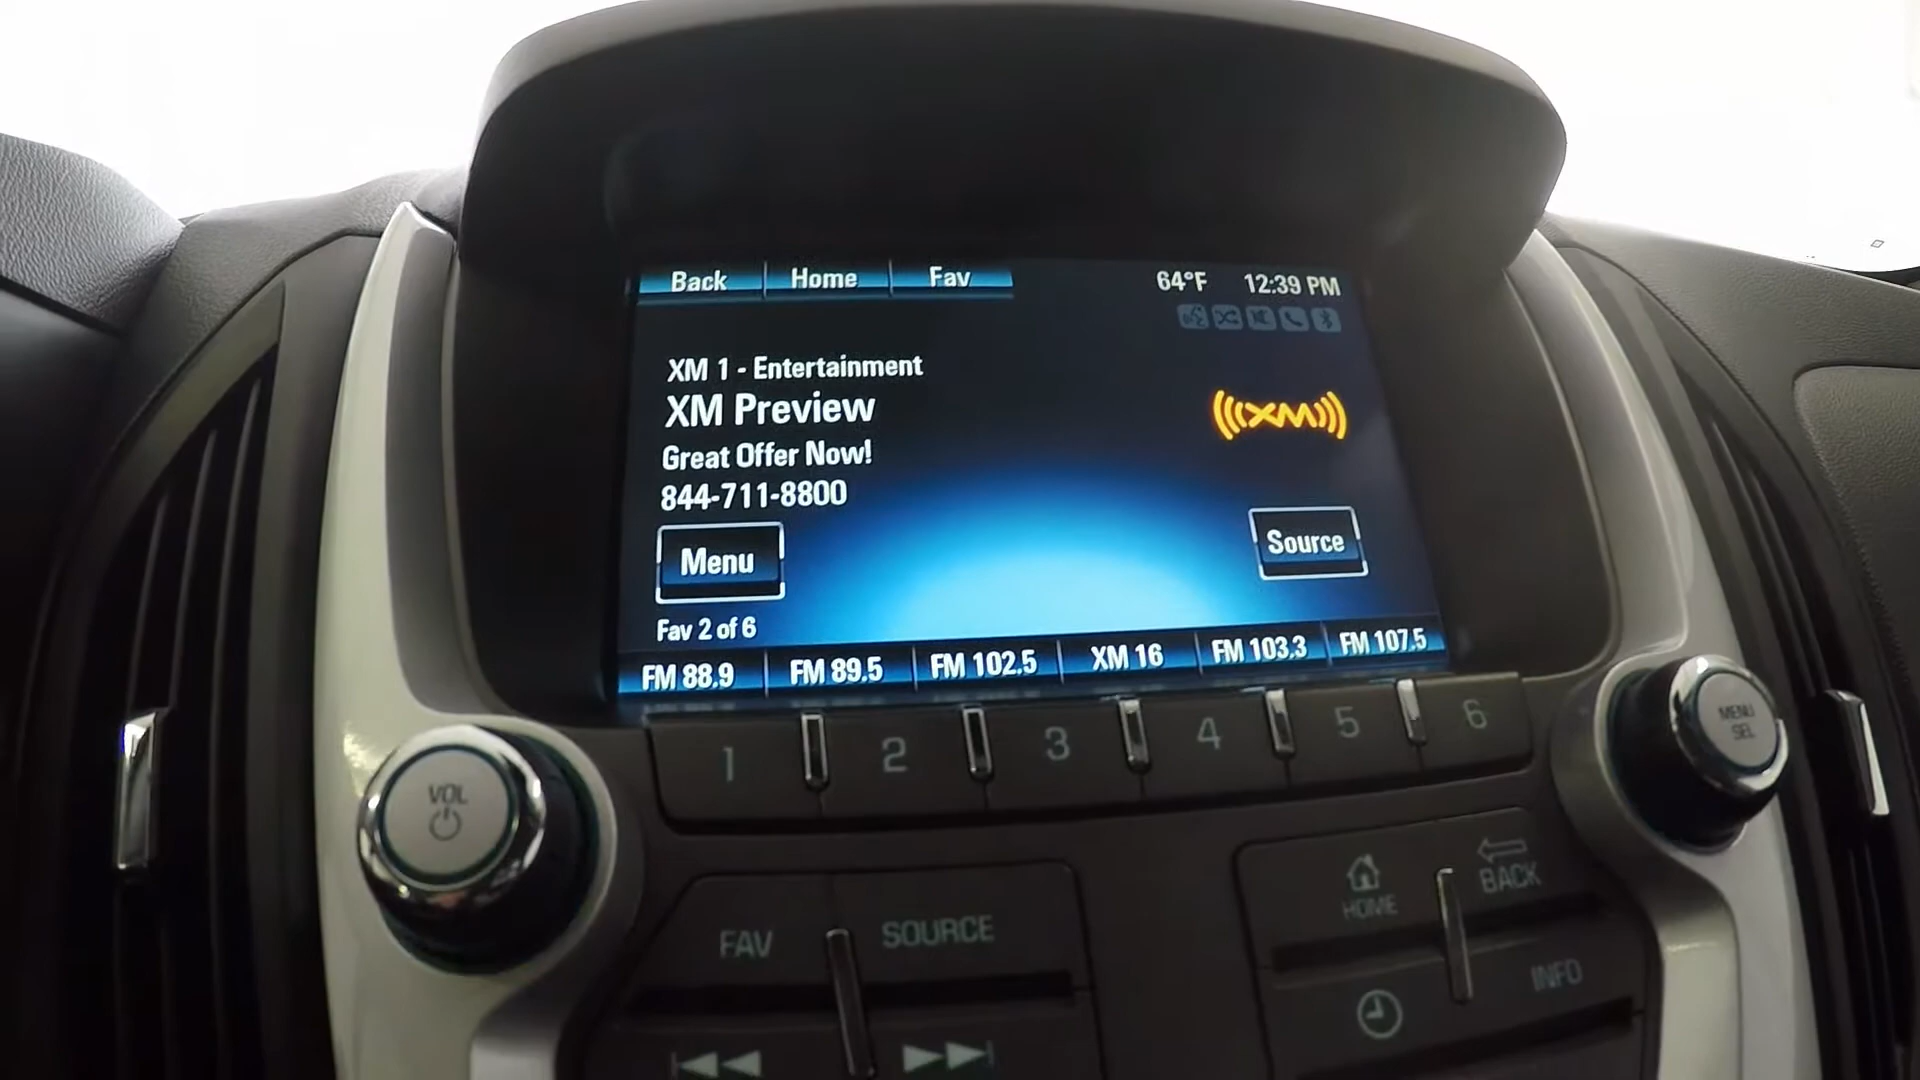 Back Home Fav 64°F 12:39 PM
XM 1 - Entertainment
XM Preview
XM
Great Offer Now!
844-711-8800
Menu
Source
Fav 2 of 6
FM 88.9 FM 89.5 FM 102.5 XM 16 FM 103.3 FM 107.5
1 2 3 4 5 6
VOL
MENU
SEL
FAV SOURCE
HOME
BACK
INFO